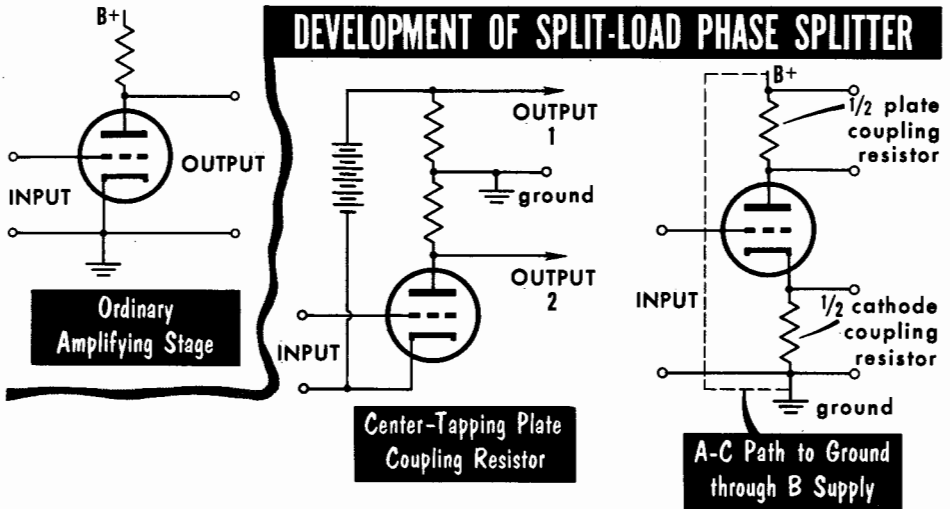 DEVELOPMENT OF SPLIT-LOAD PHASE SPLITTER
B+
INPUT
OUTPUT
Ordinary
Amplifying Stage
OUTPUT
1
ground
OUTPUT
2
INPUT
Center-Tapping Plate
Coupling Resistor
B+
1/2 plate
coupling
resistor
INPUT
1/2 cathode
coupling
resistor
ground
A-C Path to Ground
through B Supply